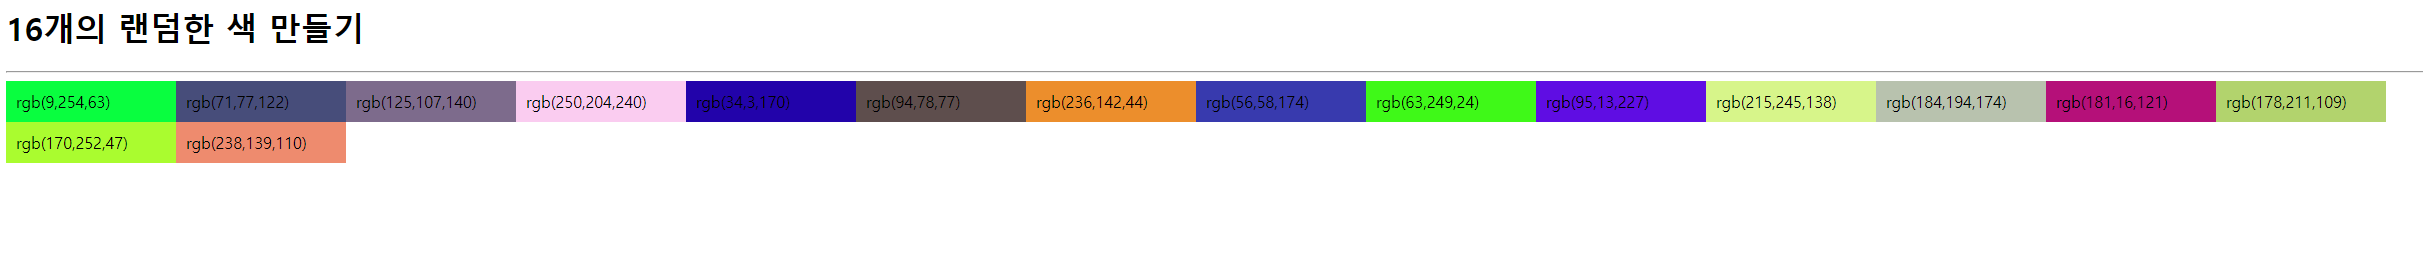 16개의 랜덤한 색 만들기
rgb(9,254,63) rgb(71,77,122) rgb(125,107,140) rgb(250,204,240) rgb(34,3,170) rgb(94,78,77) rgb(236,142,44) rgb(56,58,174) rgb(63,249,24) rgb(95,13,227) rgb(215,245,138) rgb(184,194,174) rgb(181,16,121) rgb(178,211,109)
rgb(170,252,47) rgb(238,139,110)